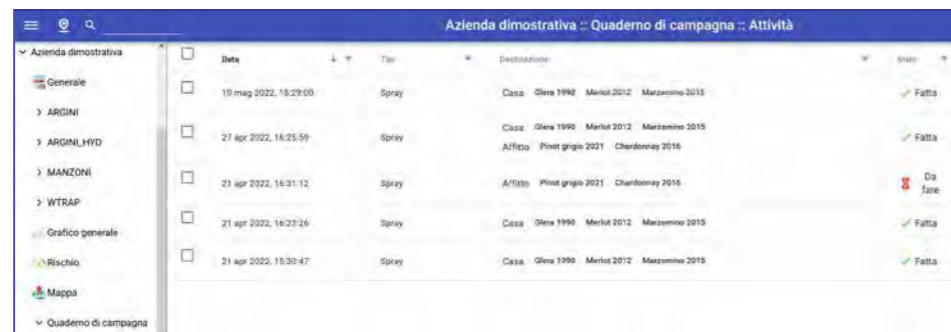 Azienda dimostrativa :: Quaderno di campagna :: Attività
Azienda dimostrativa
Generale
ARGINI
ARGINI_HYD
MANZONI
WTRAP
Grafico generale
Rischio
Mappa
Quaderno di campagna
Data Tipo Destinazione Stato
10 mag 2022, 15:29:00 Spray Casa Glera 1990 Merlot 2012 Marzemino 2015 Fatta
27 apr 2022, 16:25:59 Spray Casa Glera 1990 Merlot 2012 Marzemino 2015 Fatta
Affitto Pinot grigio 2021 Chardonnay 2016
21 apr 2022, 16:31:12 Spray Affitto Pinot grigio 2021 Chardonnay 2016 Da fare
21 apr 2022, 16:23:26 Spray Casa Glera 1990 Merlot 2012 Marzemino 2015 Fatta
21 apr 2022, 15:30:47 Spray Casa Glera 1990 Merlot 2012 Marzemino 2015 Fatta